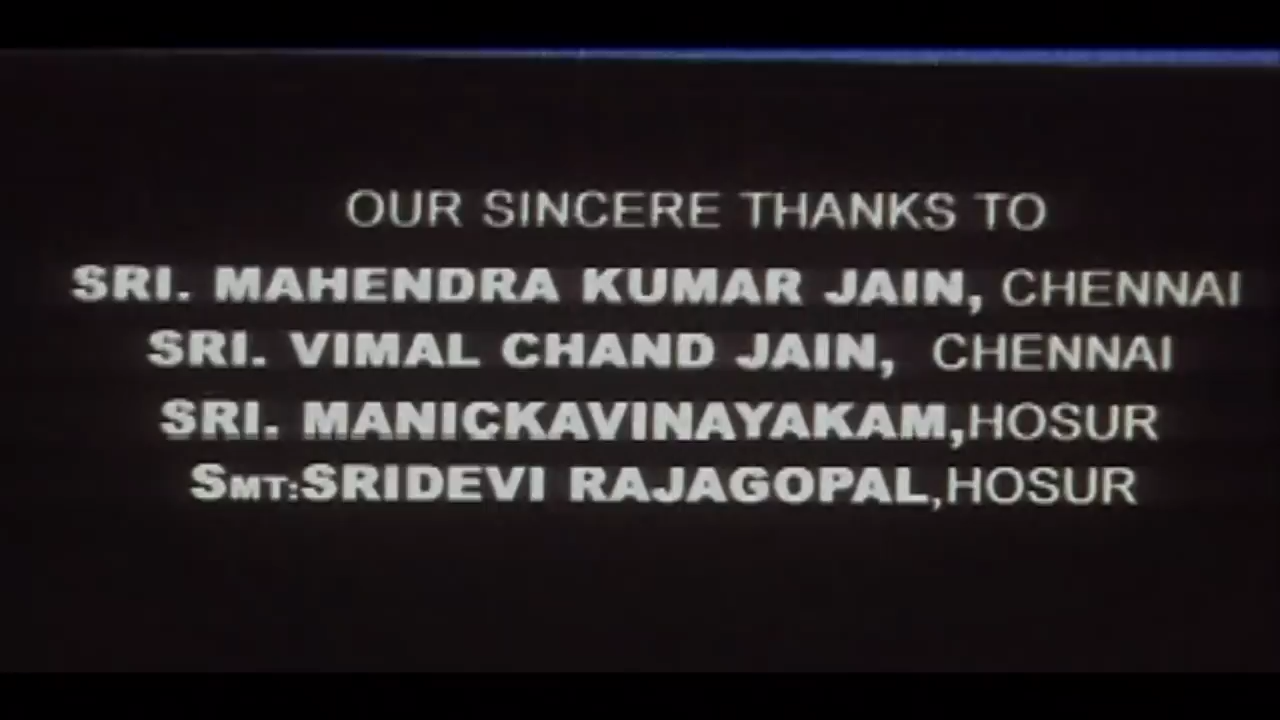 OUR SINCERE THANKS TO
SRI. MAHENDRA KUMAR JAIN, CHENNAI
SRI. VIMAL CHAND JAIN, CHENNAI
SRI. MANICKAVINAYAKAM,HOSUR
SMT:SRIDEVI RAJAGOPAL,HOSUR